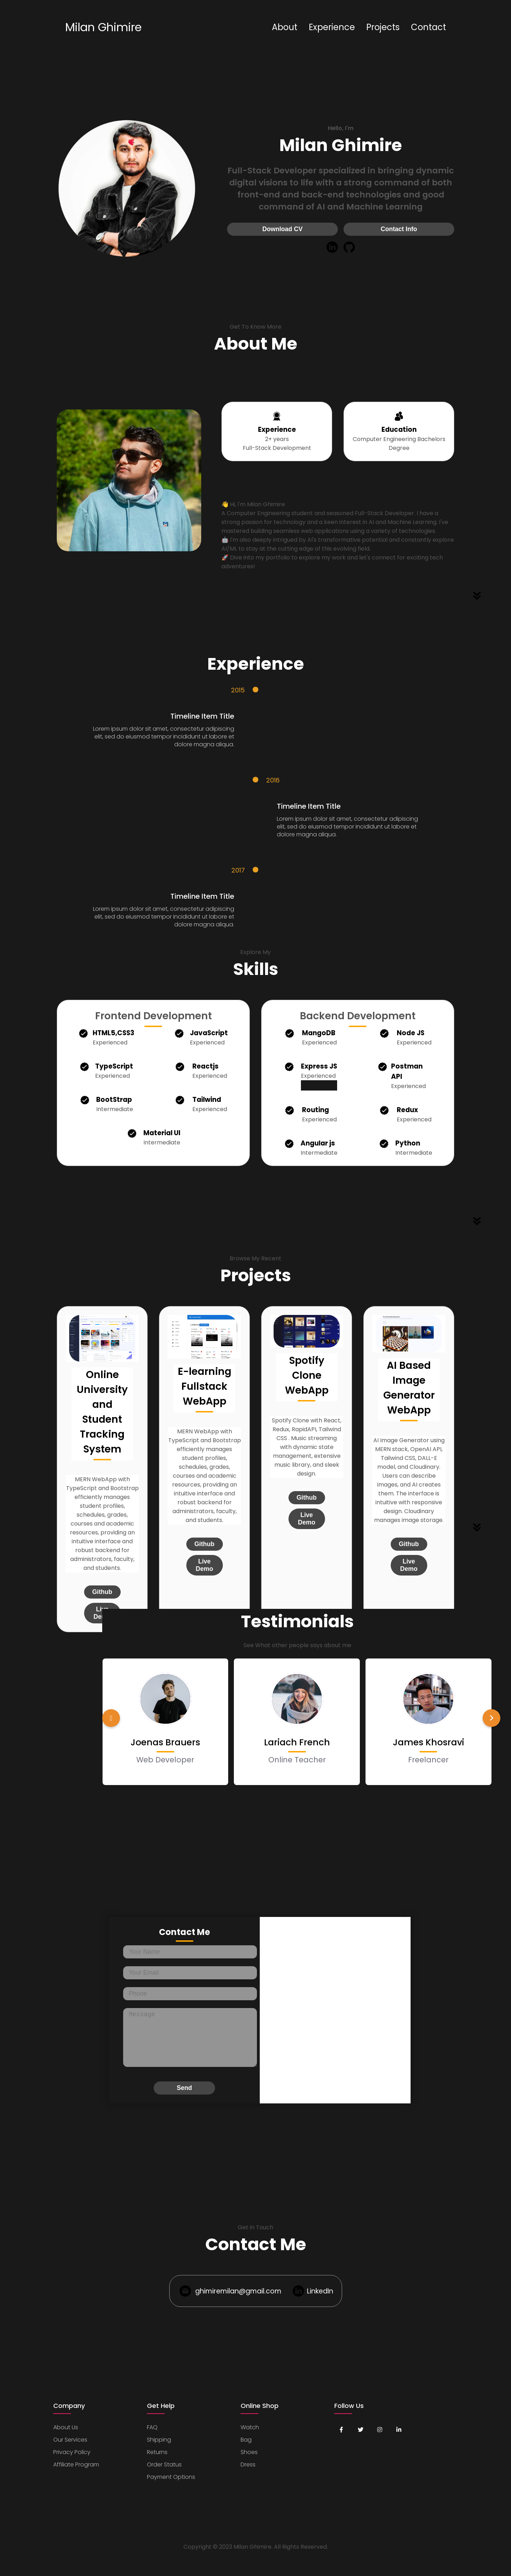 Milan Ghimire
About
Experience
Projects
Contact
Hello, I'm
Milan Ghimire
Full-Stack Developer specialized in bringing dynamic
digital visions to life with a strong command of both
front-end and back-end technologies and good
command of AI and Machine Learning
Download CV
Contact Info
Get To Know More
About Me
Experience
2+ years
Full-Stack Development
Education
Computer Engineering Bachelors
Degree
👋 Hi, I'm Milan Ghimire
A Computer Engineering student and seasoned Full-Stack Developer. I have a
strong passion for technology and a keen interest in AI and Machine Learning. I've
mastered building seamless web applications using a variety of technologies.
🤖 I'm also deeply intrigued by AI's transformative potential and constantly explore
AI/ML to stay at the cutting edge of this evolving field.
🚀 Dive into my portfolio to explore my work and let's connect for exciting tech
adventures!
Experience
2015
Timeline Item Title
Lorem ipsum dolor sit amet, consectetur adipiscing
elit, sed do eiusmod tempor incididunt ut labore et
dolore magna aliqua.
2016
Timeline Item Title
Lorem ipsum dolor sit amet, consectetur adipiscing
elit, sed do eiusmod tempor incididunt ut labore et
dolore magna aliqua.
2017
Timeline Item Title
Lorem ipsum dolor sit amet, consectetur adipiscing
elit, sed do eiusmod tempor incididunt ut labore et
dolore magna aliqua.
Explore My
Skills
Frontend Development
HTML5,CSS3
Experienced
JavaScript
Experienced
TypeScript
Experienced
Reactjs
Experienced
BootStrap
Intermediate
Tailwind
Experienced
Material UI
Intermediate
Backend Development
MangoDB
Experienced
Node JS
Experienced
Express JS
Experienced
Postman
API
Experienced
Routing
Experienced
Redux
Experienced
Angular js
Intermediate
Python
Intermediate
Browse My Recent
Projects
Online
University
and
Student
Tracking
System
MERN WebApp with
TypeScript and Bootstrap
efficiently manages
student profiles,
schedules, grades,
courses and academic
resources, providing an
intuitive interface and
robust backend for
administrators, faculty,
and students.
Github
Live
E-learning
Fullstack
WebApp
MERN WebApp with
TypeScript and Bootstrap
efficiently manages
student profiles,
schedules, grades,
courses and academic
resources, providing an
intuitive interface and
robust backend for
administrators, faculty,
and students.
Github
Live
Demo
Spotify
Clone
WebApp
Spotify Clone with React,
Redux, RapidAPI, Tailwind
CSS . Music streaming
with dynamic state
management, extensive
music library, and sleek
design.
Github
Live
Demo
AI Based
Image
Generator
WebApp
AI Image Generator using
MERN stack, OpenAI API,
Tailwind CSS, DALL-E
model, and Cloudinary.
Users can describe
images, and AI creates
them. The interface is
intuitive with responsive
design. Cloudinary
manages image storage.
Github
Live
Demo
Testimonials
See What other people says about me
Joenas Brauers
Web Developer
Lariach French
Online Teacher
James Khosravi
Freelancer
Contact Me
Your Name
Your Email
Phone
Message
Send
Get in Touch
Contact Me
ghimiremilan@gmail.com
LinkedIn
Company
About Us
Our Services
Privacy Policy
Affiliate Program
Get Help
FAQ
Shipping
Returns
Order Status
Payment Options
Online Shop
Watch
Bag
Shoes
Dress
Follow Us
Copyright © 2023 Milan Ghimire. All Rights Reserved.